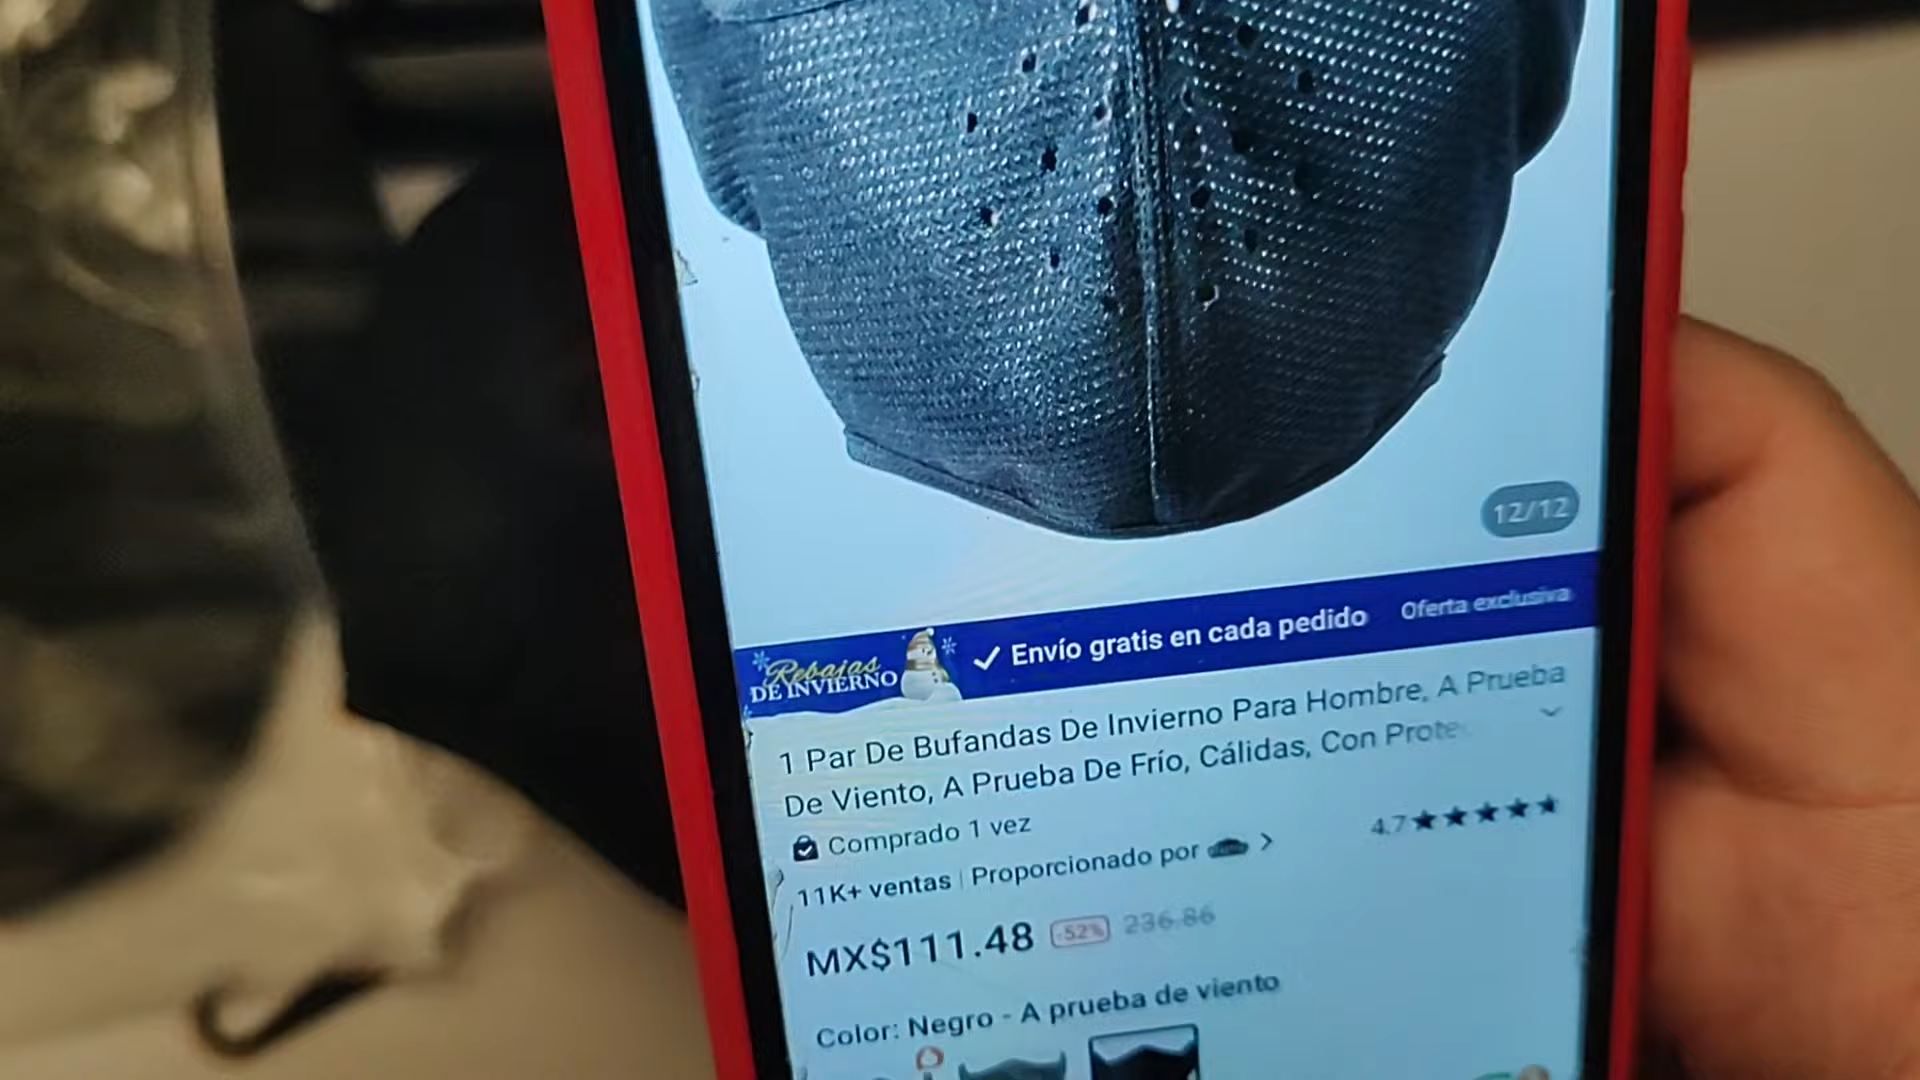 12/12
Rebajas
DE INVIERNO
Envío gratis en cada pedido
Oferta exclusiva
1 Par De Bufandas De Invierno Para Hombre, A Prueba
De Viento, A Prueba De Frío, Cálidas, Con Prote
Comprado 1 vez
4.7
11K+ ventas | Proporcionado por
MX$111.48 -52% 236.86
Color: Negro - A prueba de viento